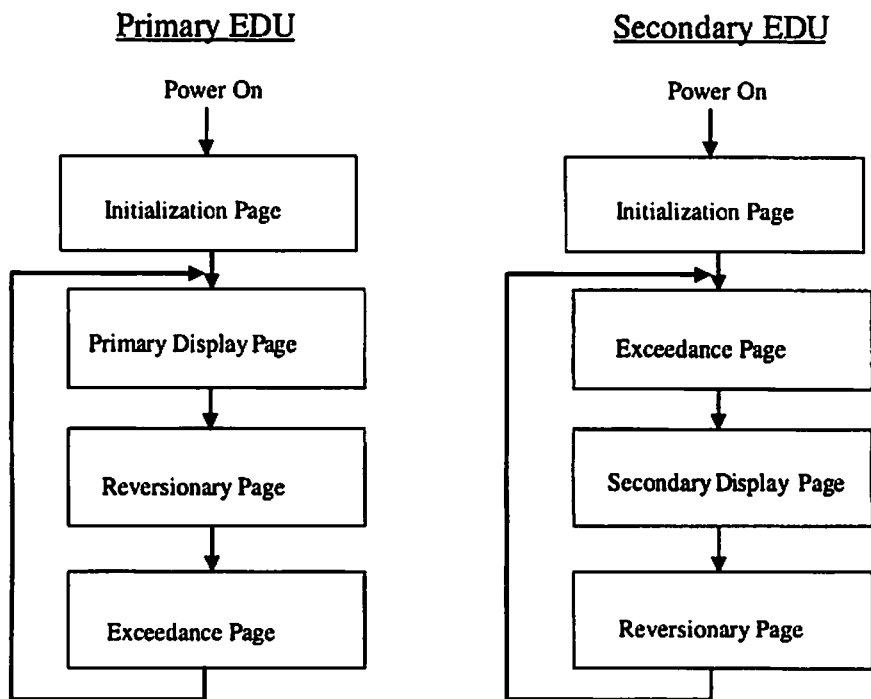 Primary EDU
Power On
Initialization Page
Primary Display Page
Reversionary Page
Exceedance Page
Secondary EDU
Power On
Initialization Page
Exceedance Page
Secondary Display Page
Reversionary Page